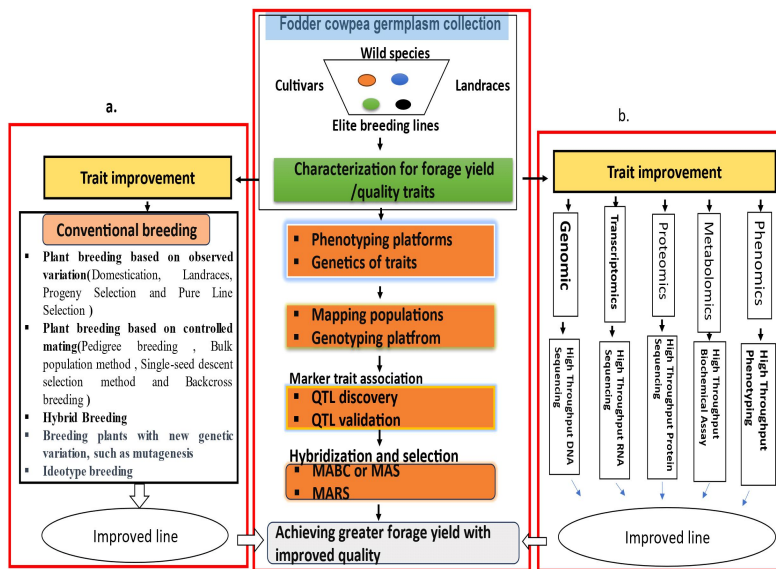 Fodder cowpea germplasm collection
Wild species
Cultivars
Landraces
Elite breeding lines
Characterization for forage yield
/quality traits
Phenotyping platforms
Genetics of traits
Mapping populations
Genotyping platfrom
Marker trait association
QTL discovery
QTL validation
Hybridization and selection
MABC or MAS
MARS
Achieving greater forage yield with
improved quality
a.
Trait improvement
Conventional breeding
Plant breeding based on observed
variation(Domestication, Landraces,
Progeny Selection and Pure Line
Selection )
Plant breeding based on controlled
mating(Pedigree breeding , Bulk
population method , Single-seed descent
selection method and Backcross
breeding )
Hybrid Breeding
Breeding plants with new genetic
variation, such as mutagenesis
Ideotype breeding
Improved line
b.
Trait improvement
Genomic
Transcriptomics
Proteomics
Metabolomics
Phenomics
High Throughput DNA
Sequencing
High Throughput RNA
Sequencing
High Throughput Protein
Sequencing
High Throughput
Biochemical Assay
High Throughput
Phenotyping
Improved line